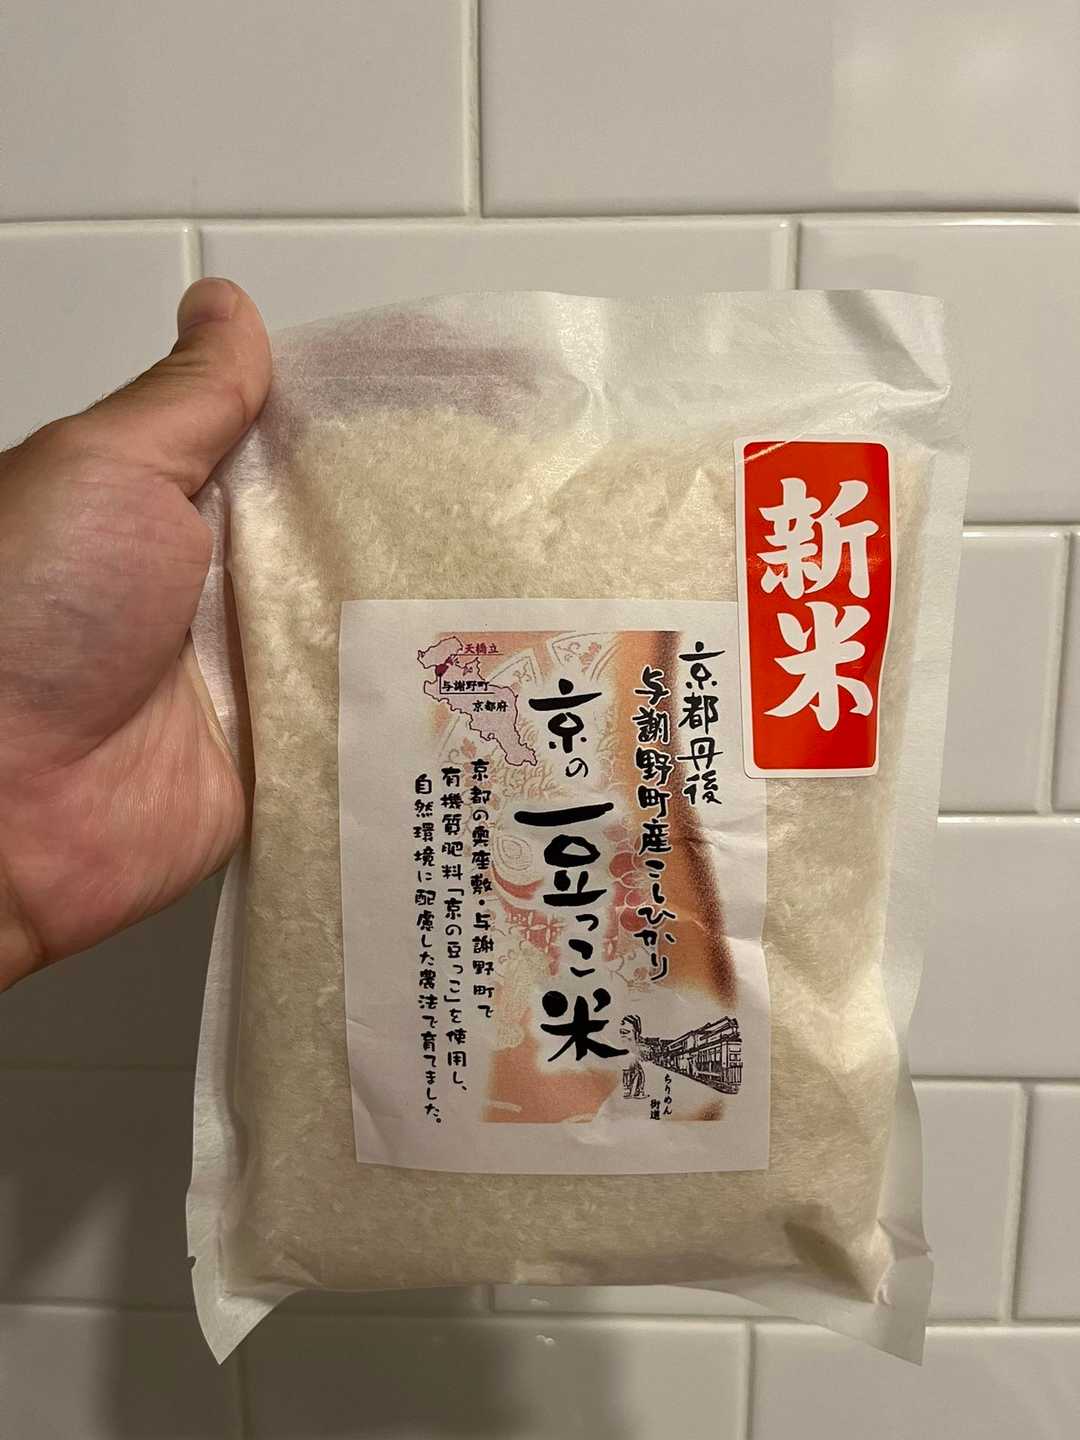 新米
京都丹後
与謝野町産こしひかり
京の豆っこ米
天橋立
与謝野町
京都府
京都の奥座敷・与謝野町で
有機質肥料「京の豆っこ」を使用し、
自然環境に配慮した農法で育てました。
ちりめん
街道